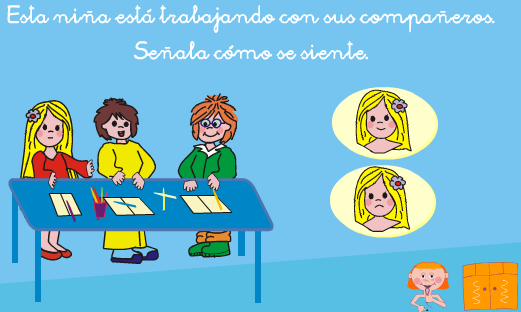 Esta niña está trabajando con sus compañeros.
Señala cómo se siente.